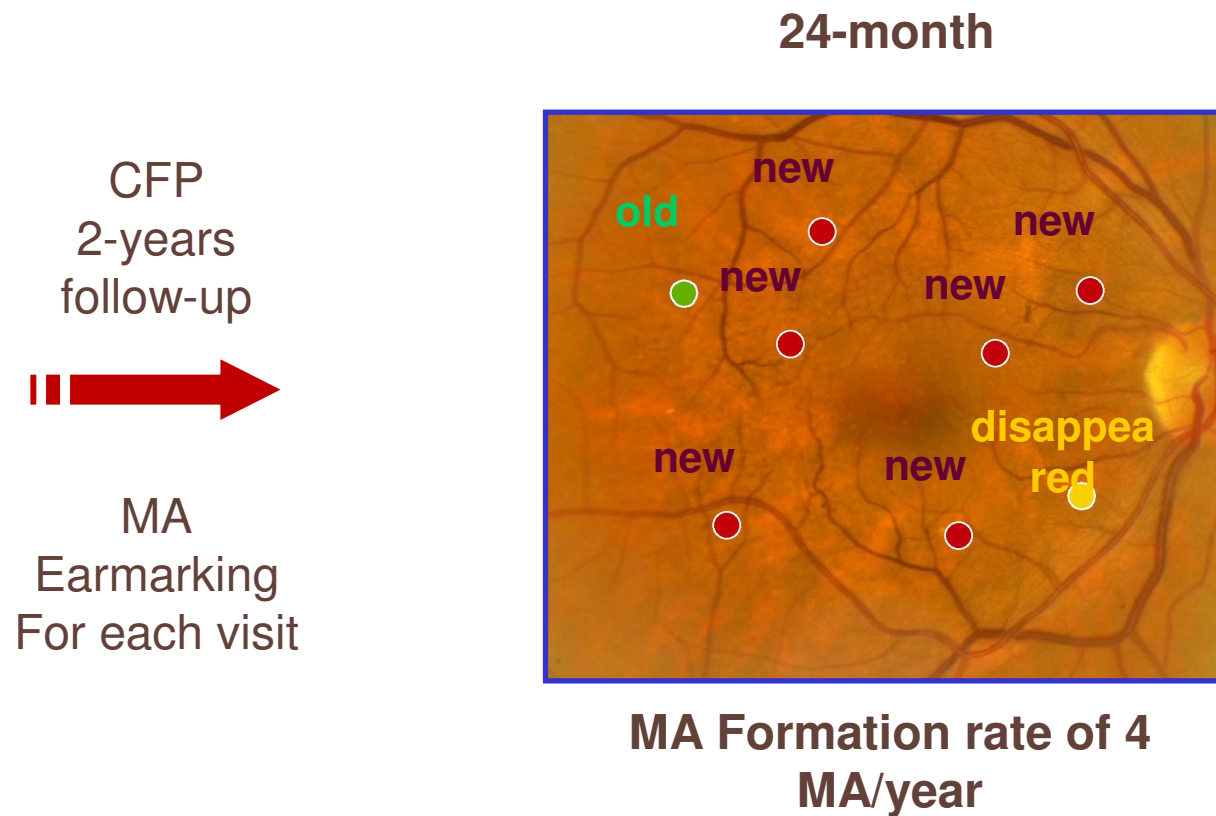 24-month
CFP
2-years
follow-up
MA
Earmarking
For each visit
new
old
new
new
new
disappea
red
new
new
MA Formation rate of 4
MA/year